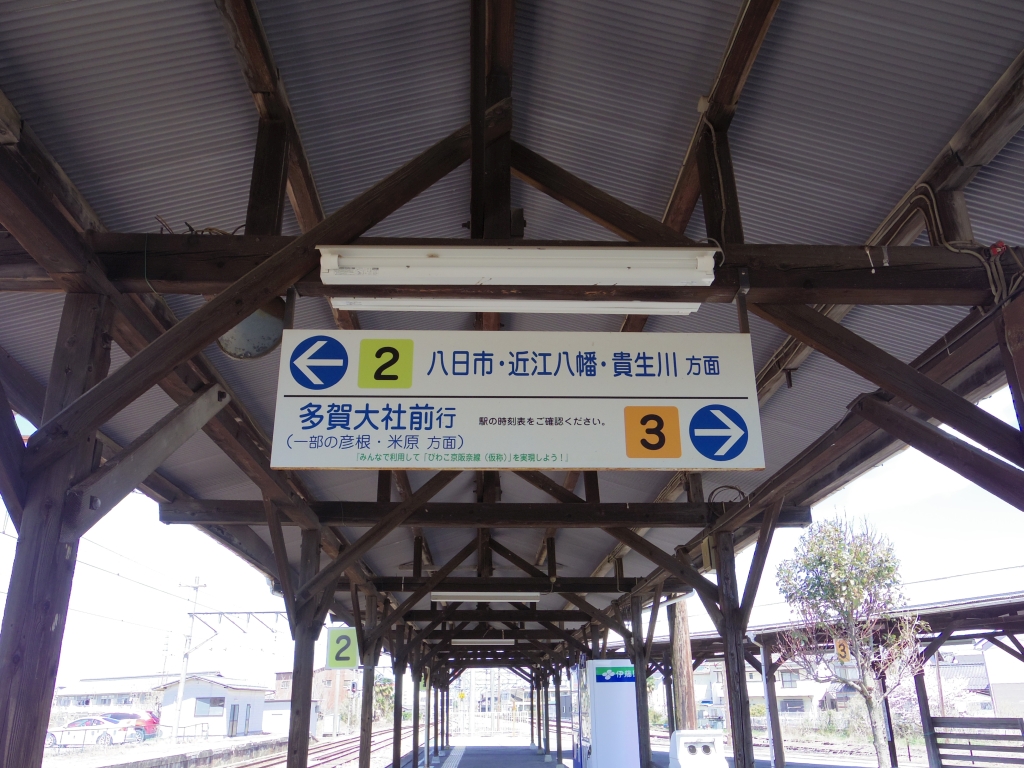 2 八日市・近江八幡・貴生川 方面
多賀大社前行 駅の時刻表をご確認ください。 3
（一部の彦根・米原 方面）
「みんなで利用して「びわこ京阪奈線（仮称）」を実現しよう！」
2
3
伊藤